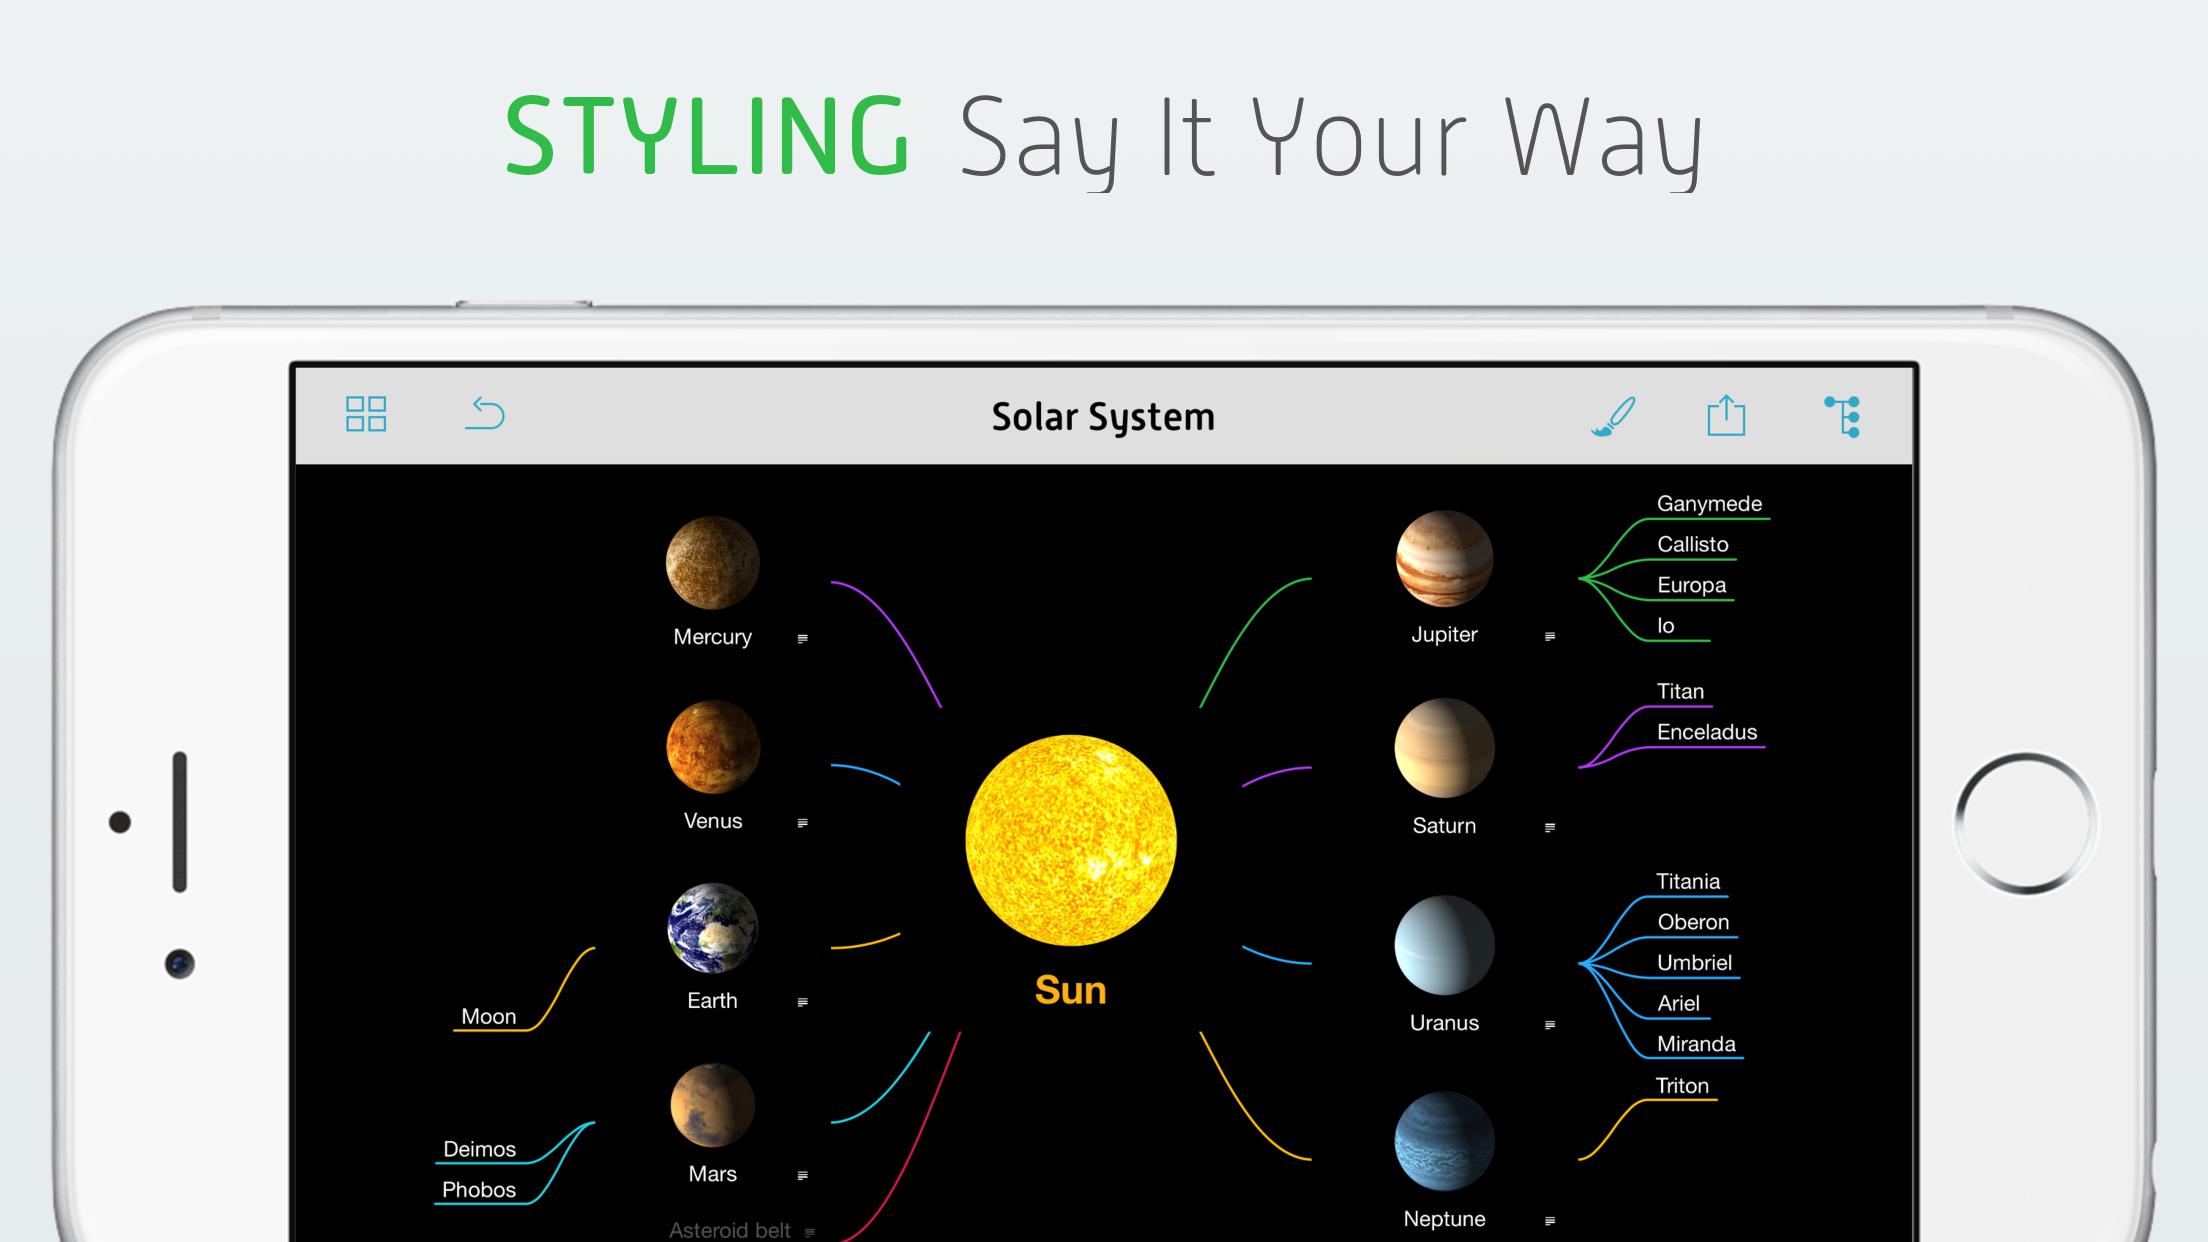 STYLING Say It Your Way
Solar System
Mercury
Venus
Earth
Moon
Mars
Deimos
Phobos
Asteroid belt
Sun
Jupiter
Ganymede
Callisto
Europa
Io
Saturn
Titan
Enceladus
Uranus
Titania
Oberon
Umbriel
Ariel
Miranda
Neptune
Triton